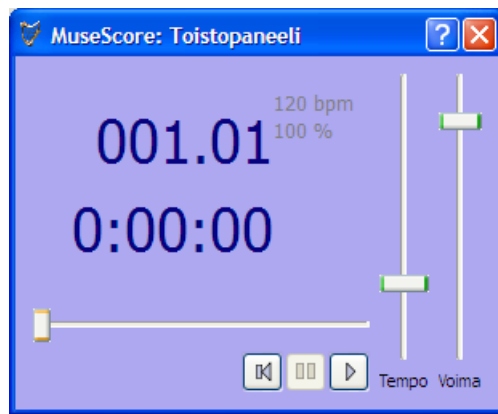 MuseScore: Toistopaneeli
120 bpm
001.01
100 %
0:00:00
Tempo Voima